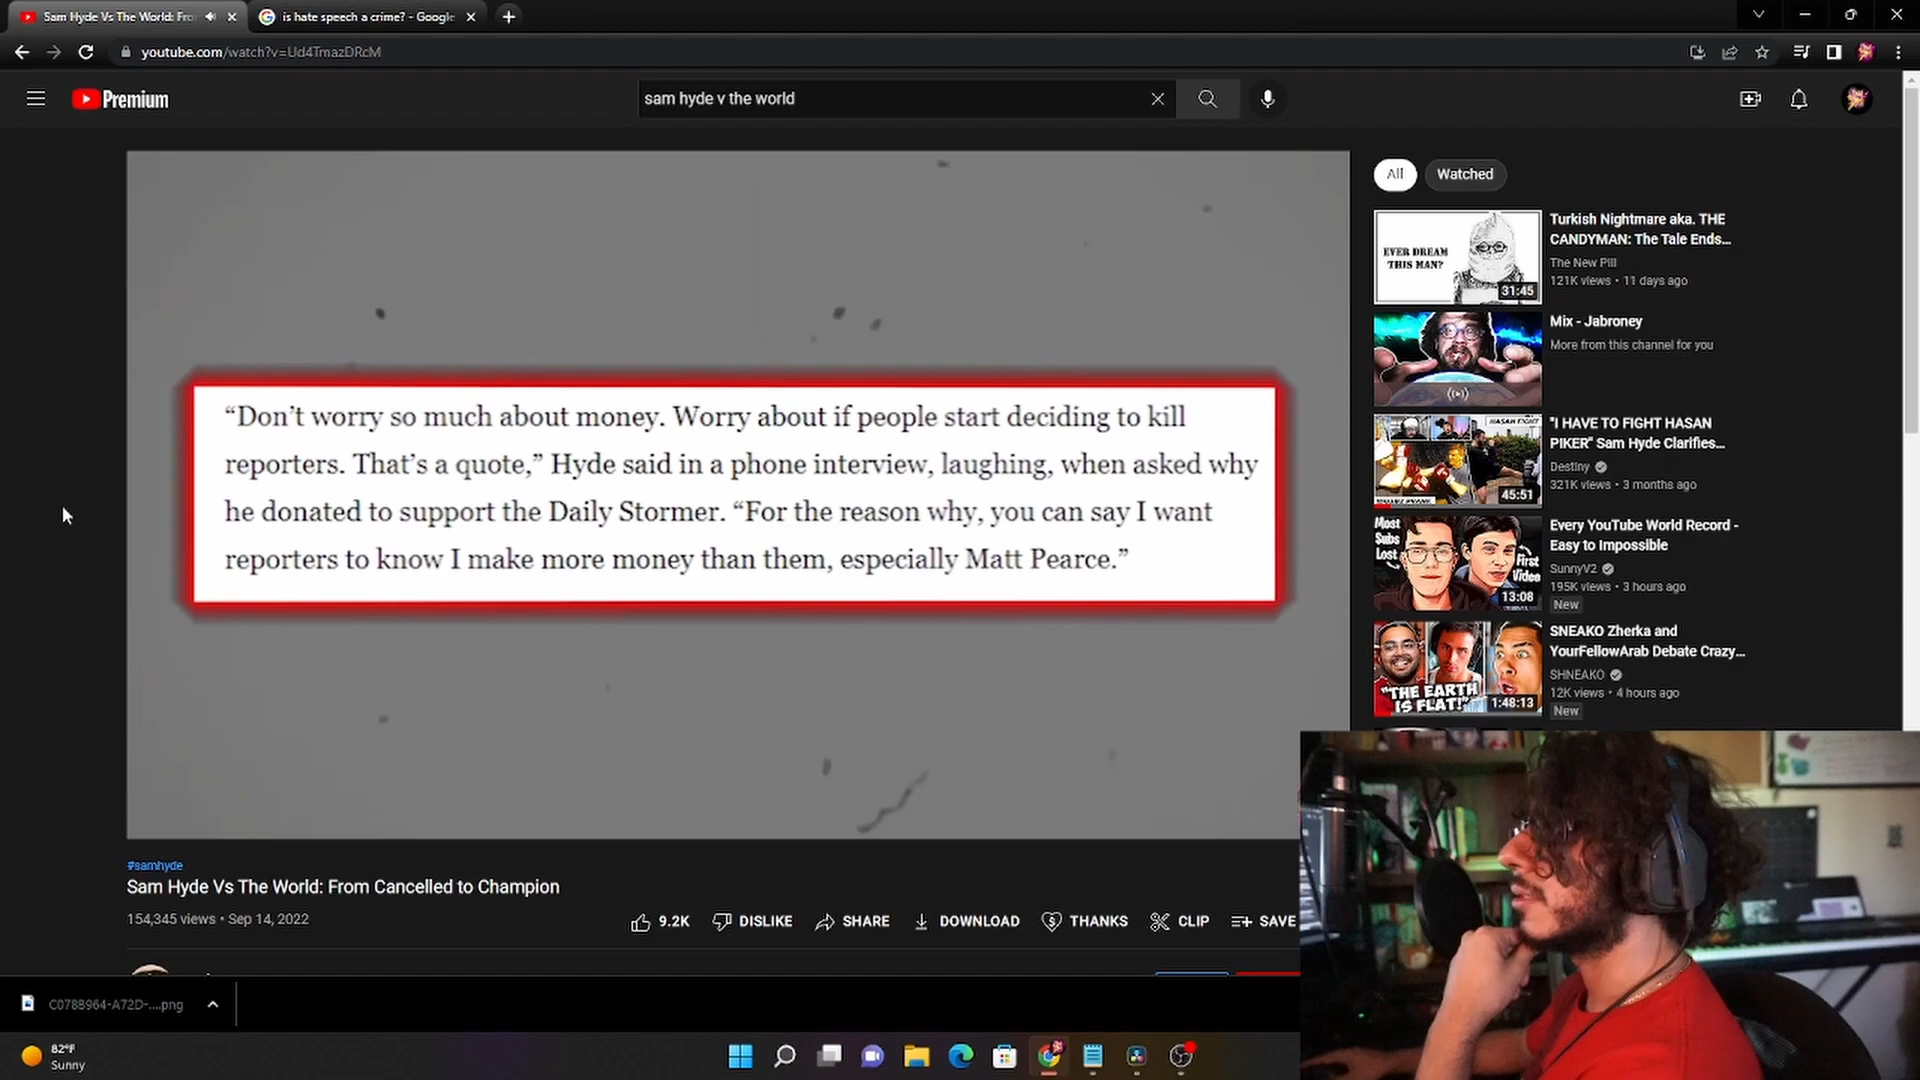 Sam Hyde Vs The World: Fro
is hate speech a crime? - Google
youtube.com/watch?v=Ud4TmazDRcM
Premium
sam hyde v the world
All
Watched
“Don’t worry so much about money. Worry about if people start deciding to kill
reporters. That’s a quote,” Hyde said in a phone interview, laughing, when asked why
he donated to support the Daily Stormer. “For the reason why, you can say I want
reporters to know I make more money than them, especially Matt Pearce.”
EVER DREAM
THIS MAN?
31:45
Turkish Nightmare aka. THE
CANDYMAN: The Tale Ends...
The New Pill
121K views • 11 days ago
Mix - Jabroney
More from this channel for you
HASAN FIGHT
45:51
"I HAVE TO FIGHT HASAN
PIKER" Sam Hyde Clarifies...
Destiny
321K views • 3 months ago
Most
Subs
Lost
First
Video
13:08
Every YouTube World Record -
Easy to Impossible
SunnyV2
195K views • 3 hours ago
New
"THE EARTH
IS FLAT!"
1:48:13
SNEAKO Zherka and
YourFellowArab Debate Crazy...
SHNEAKO
12K views • 4 hours ago
New
#samhyde
Sam Hyde Vs The World: From Cancelled to Champion
154,345 views • Sep 14, 2022
9.2K
DISLIKE
SHARE
DOWNLOAD
THANKS
CLIP
SAVE
C0788964-A72D-....png
82°F
Sunny